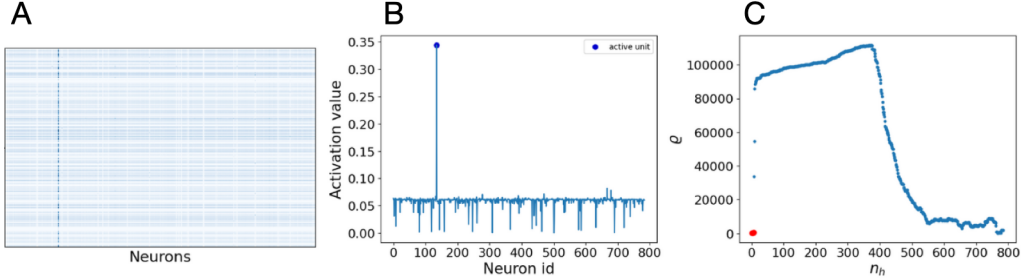 A
Neurons
B
Activation value
0.35
0.30
0.25
0.20
0.15
0.10
0.05
0.00
active unit
0 100 200 300 400 500 600 700 800
Neuron id
C
ϱ
100000
80000
60000
40000
20000
0
0 100 200 300 400 500 600 700 800
n_h